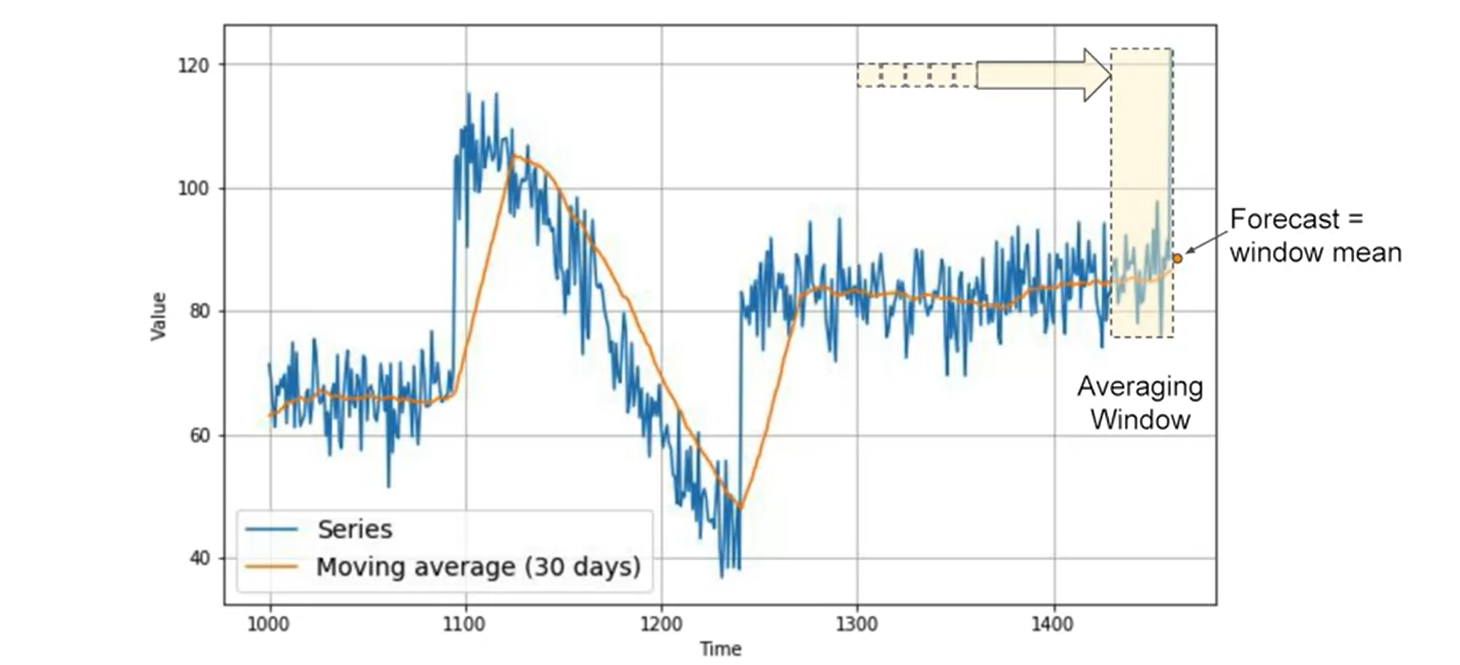 120
100
80
60
40
Value
Forecast =
window mean
Averaging
Window
Series
Moving average (30 days)
1000 1100 1200 1300 1400
Time